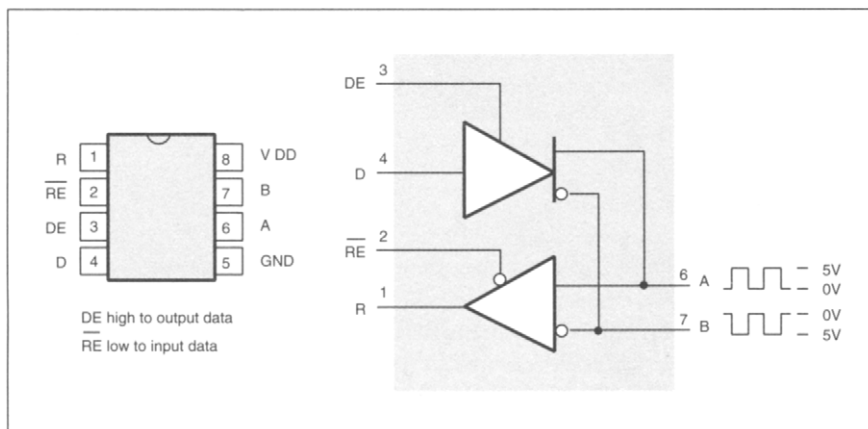 R 1 8 V DD
RE 2 7 B
DE 3 6 A
D 4 5 GND
DE high to output data
RE low to input data
DE 3
D 4
RE 2
R 1
6 A 5V
0V
7 B 0V
5V